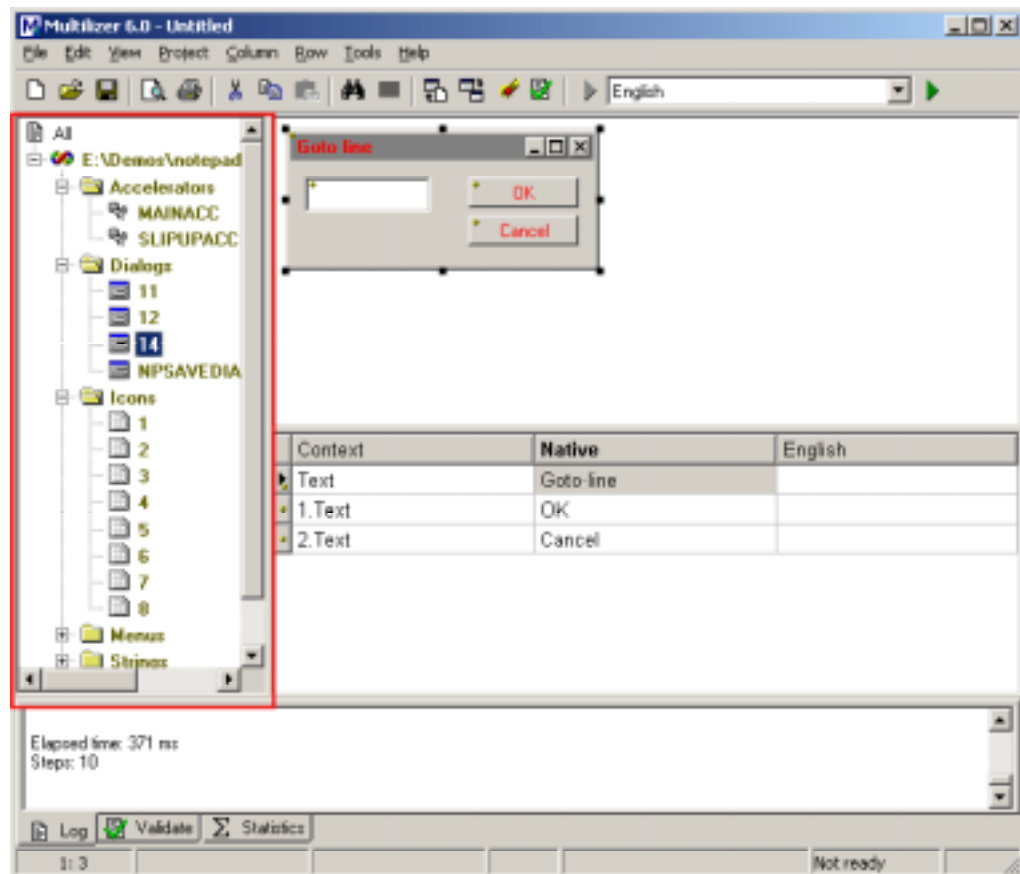 Multilizer 6.0 - Untitled
File Edit View Project Column Row Tools Help
English
All
E:\Demos\notepad
Accelerators
MAINACC
SLIPUPACC
Dialogs
11
12
14
NPSAVEDIA
Icons
1
2
3
4
5
6
7
8
Menus
Strings
Goto line
OK
Cancel
Context Native English
Text Goto line
1.Text OK
2.Text Cancel
Elapsed time: 371 ms
Steps: 10
Log Validate Statistics
1: 3 Not ready